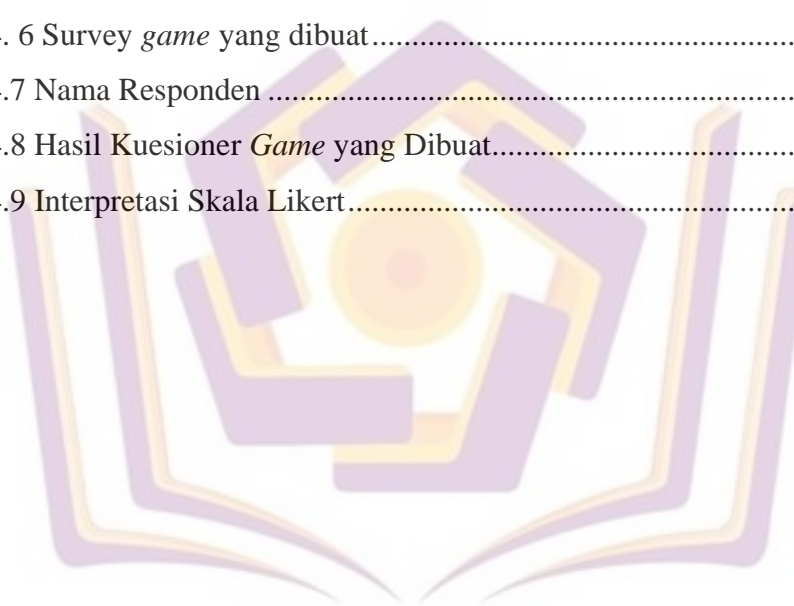 . 6 Survey game yang dibuat........................................................
.7 Nama Responden......................................................................
.8 Hasil Kuesioner Game yang Dibuat.........................................
.9 Interpretasi Skala Likert...........................................................